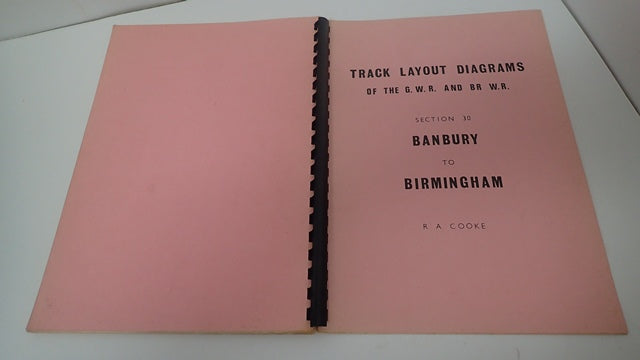 TRACK LAYOUT DIAGRAMS
OF THE G.W.R. AND BR W.R.
SECTION 30
BANBURY
TO
BIRMINGHAM
R A COOKE